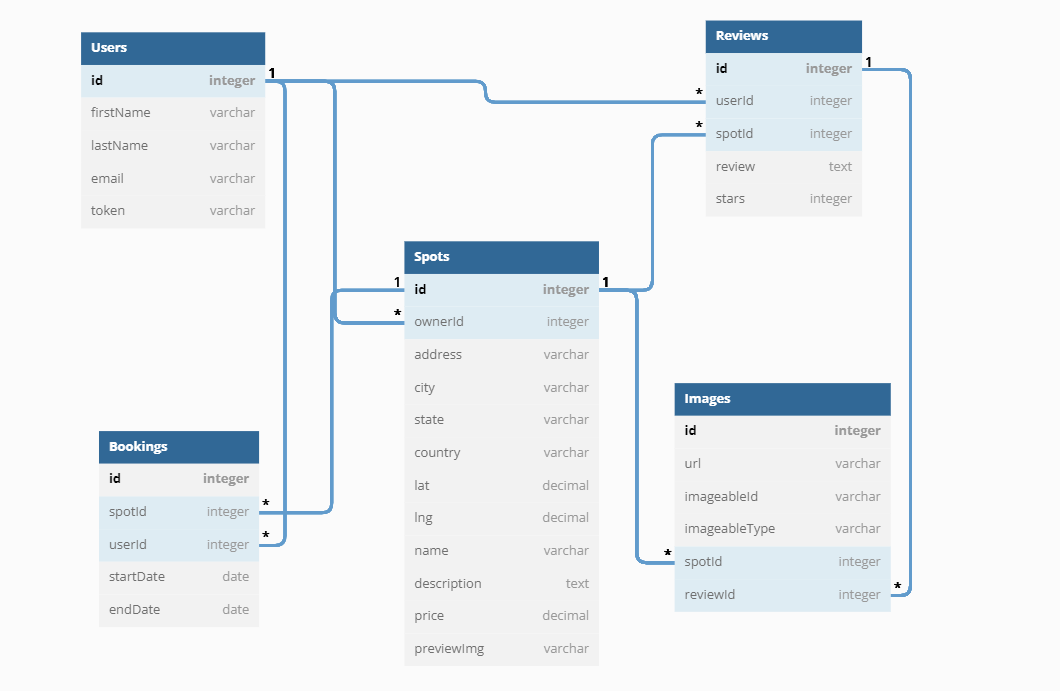 Users
id integer
firstName varchar
lastName varchar
email varchar
token varchar
1
Reviews
id integer
userId integer
spotId integer
review text
stars integer
1
*
*
Spots
id integer
ownerId integer
address varchar
city varchar
state varchar
country varchar
lat decimal
lng decimal
name varchar
description text
price decimal
previewImg varchar
1
*
1
Bookings
id integer
spotId integer
userId integer
startDate date
endDate date
*
*
Images
id integer
url varchar
imageableId varchar
imageableType varchar
spotId integer
reviewId integer
*
*